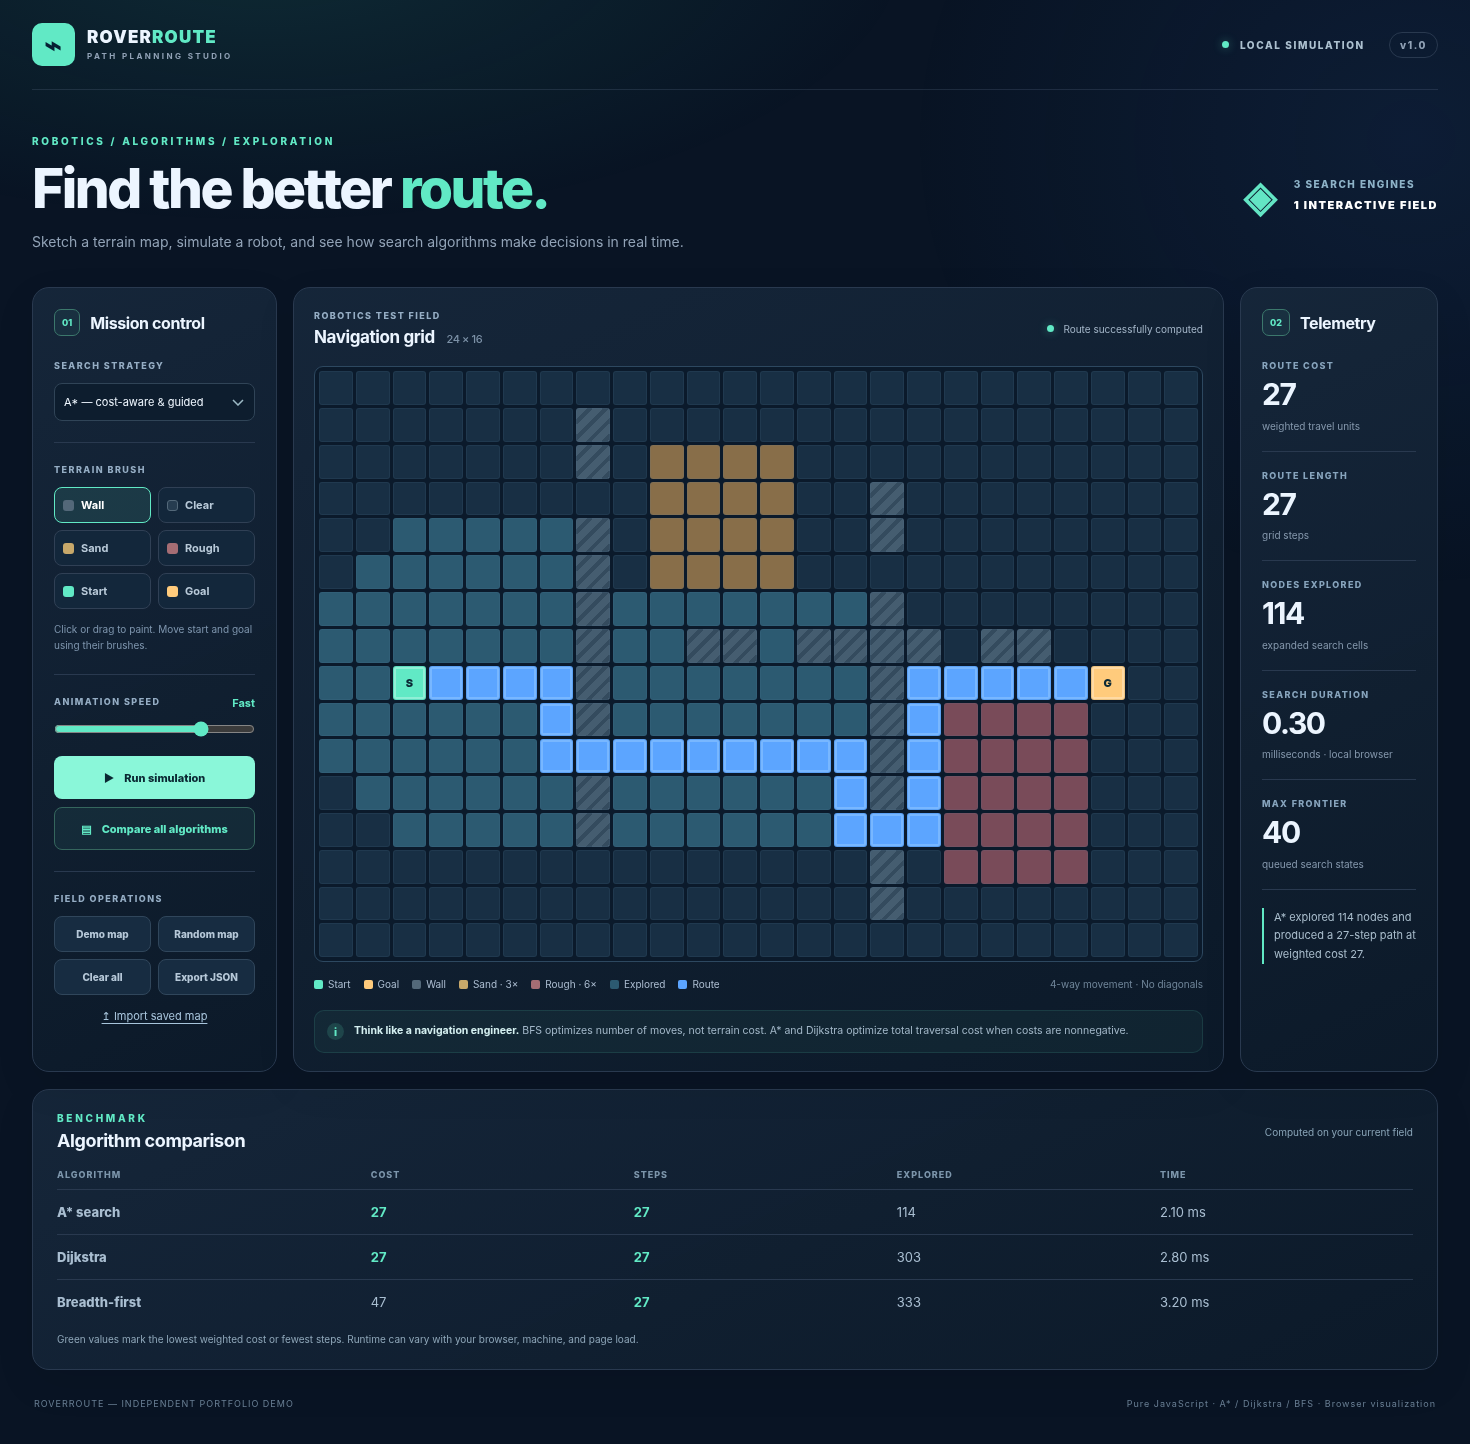 ROVERROUTE
PATH PLANNING STUDIO
LOCAL SIMULATION
v1.0
ROBOTICS / ALGORITHMS / EXPLORATION
Find the better route.
Sketch a terrain map, simulate a robot, and see how search algorithms make decisions in real time.
3 SEARCH ENGINES
1 INTERACTIVE FIELD
01 Mission control
SEARCH STRATEGY
A* — cost-aware & guided
TERRAIN BRUSH
Wall
Clear
Sand
Rough
Start
Goal
Click or drag to paint. Move start and goal
using their brushes.
ANIMATION SPEED
Fast
▶ Run simulation
▤ Compare all algorithms
FIELD OPERATIONS
Demo map
Random map
Clear all
Export JSON
↥ Import saved map
ROBOTICS TEST FIELD
Navigation grid 24 × 16
Route successfully computed
S
G
Start
Goal
Wall
Sand · 3×
Rough · 6×
Explored
Route
4-way movement · No diagonals
i Think like a navigation engineer. BFS optimizes number of moves, not terrain cost. A* and Dijkstra optimize total traversal cost when costs are nonnegative.
02 Telemetry
ROUTE COST
27
weighted travel units
ROUTE LENGTH
27
grid steps
NODES EXPLORED
114
expanded search cells
SEARCH DURATION
0.30
milliseconds · local browser
MAX FRONTIER
40
queued search states
A* explored 114 nodes and
produced a 27-step path at
weighted cost 27.
BENCHMARK
Algorithm comparison
Computed on your current field
ALGORITHM COST STEPS EXPLORED TIME
A* search 27 27 114 2.10 ms
Dijkstra 27 27 303 2.80 ms
Breadth-first 47 27 333 3.20 ms
Green values mark the lowest weighted cost or fewest steps. Runtime can vary with your browser, machine, and page load.
ROVERROUTE — INDEPENDENT PORTFOLIO DEMO
Pure JavaScript · A* / Dijkstra / BFS · Browser visualization